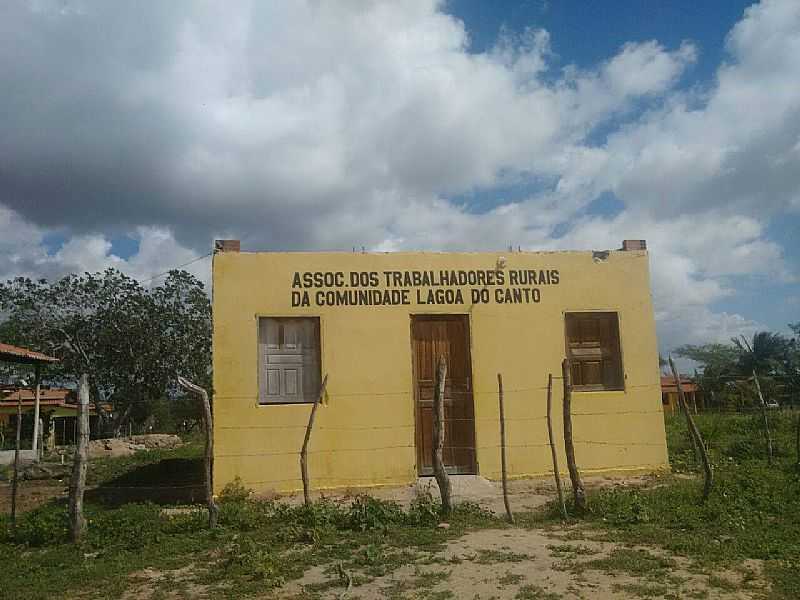 ASSOC. DOS TRABALHADORES RURAIS
DA COMUNIDADE LAGOA DO CANTO